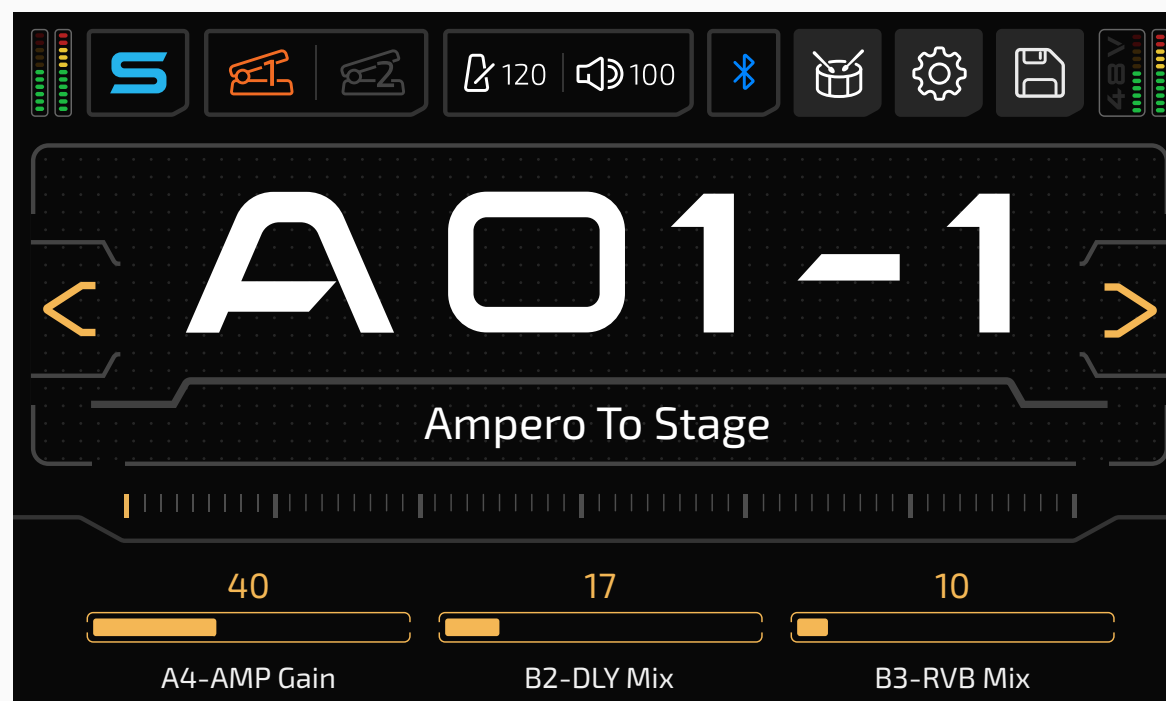 S 1 2 120 100 48V
A01-1
Ampero To Stage
40 17 10
A4-AMP Gain B2-DLY Mix B3-RVB Mix